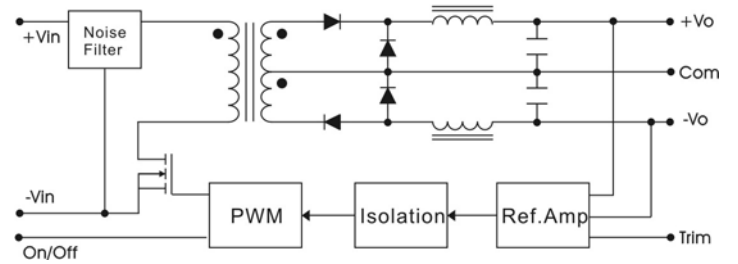 +Vin
Noise
Filter
+Vo
Com
-Vo
-Vin
PWM
Isolation
Ref.Amp
Trim
On/Off